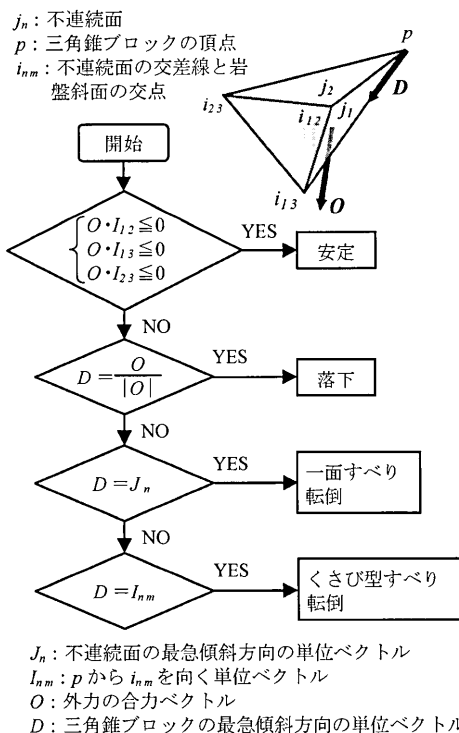 jn：不連続面
p：三角錐ブロックの頂点
inm：不連続面の交差線と岩
盤斜面の交点
p
j2
D
i23
i12
j1
i13
O
開始
O・I12≦0
O・I13≦0
O・I23≦0
YES
安定
NO
D＝O/|O|
YES
落下
NO
D＝Jn
YES
一面すべり
転倒
NO
D＝Inm
YES
くさび型すべり
転倒
Jn：不連続面の最急傾斜方向の単位ベクトル
Inm：pからinmを向く単位ベクトル
O：外力の合力ベクトル
D：三角錐ブロックの最急傾斜方向の単位ベクトル